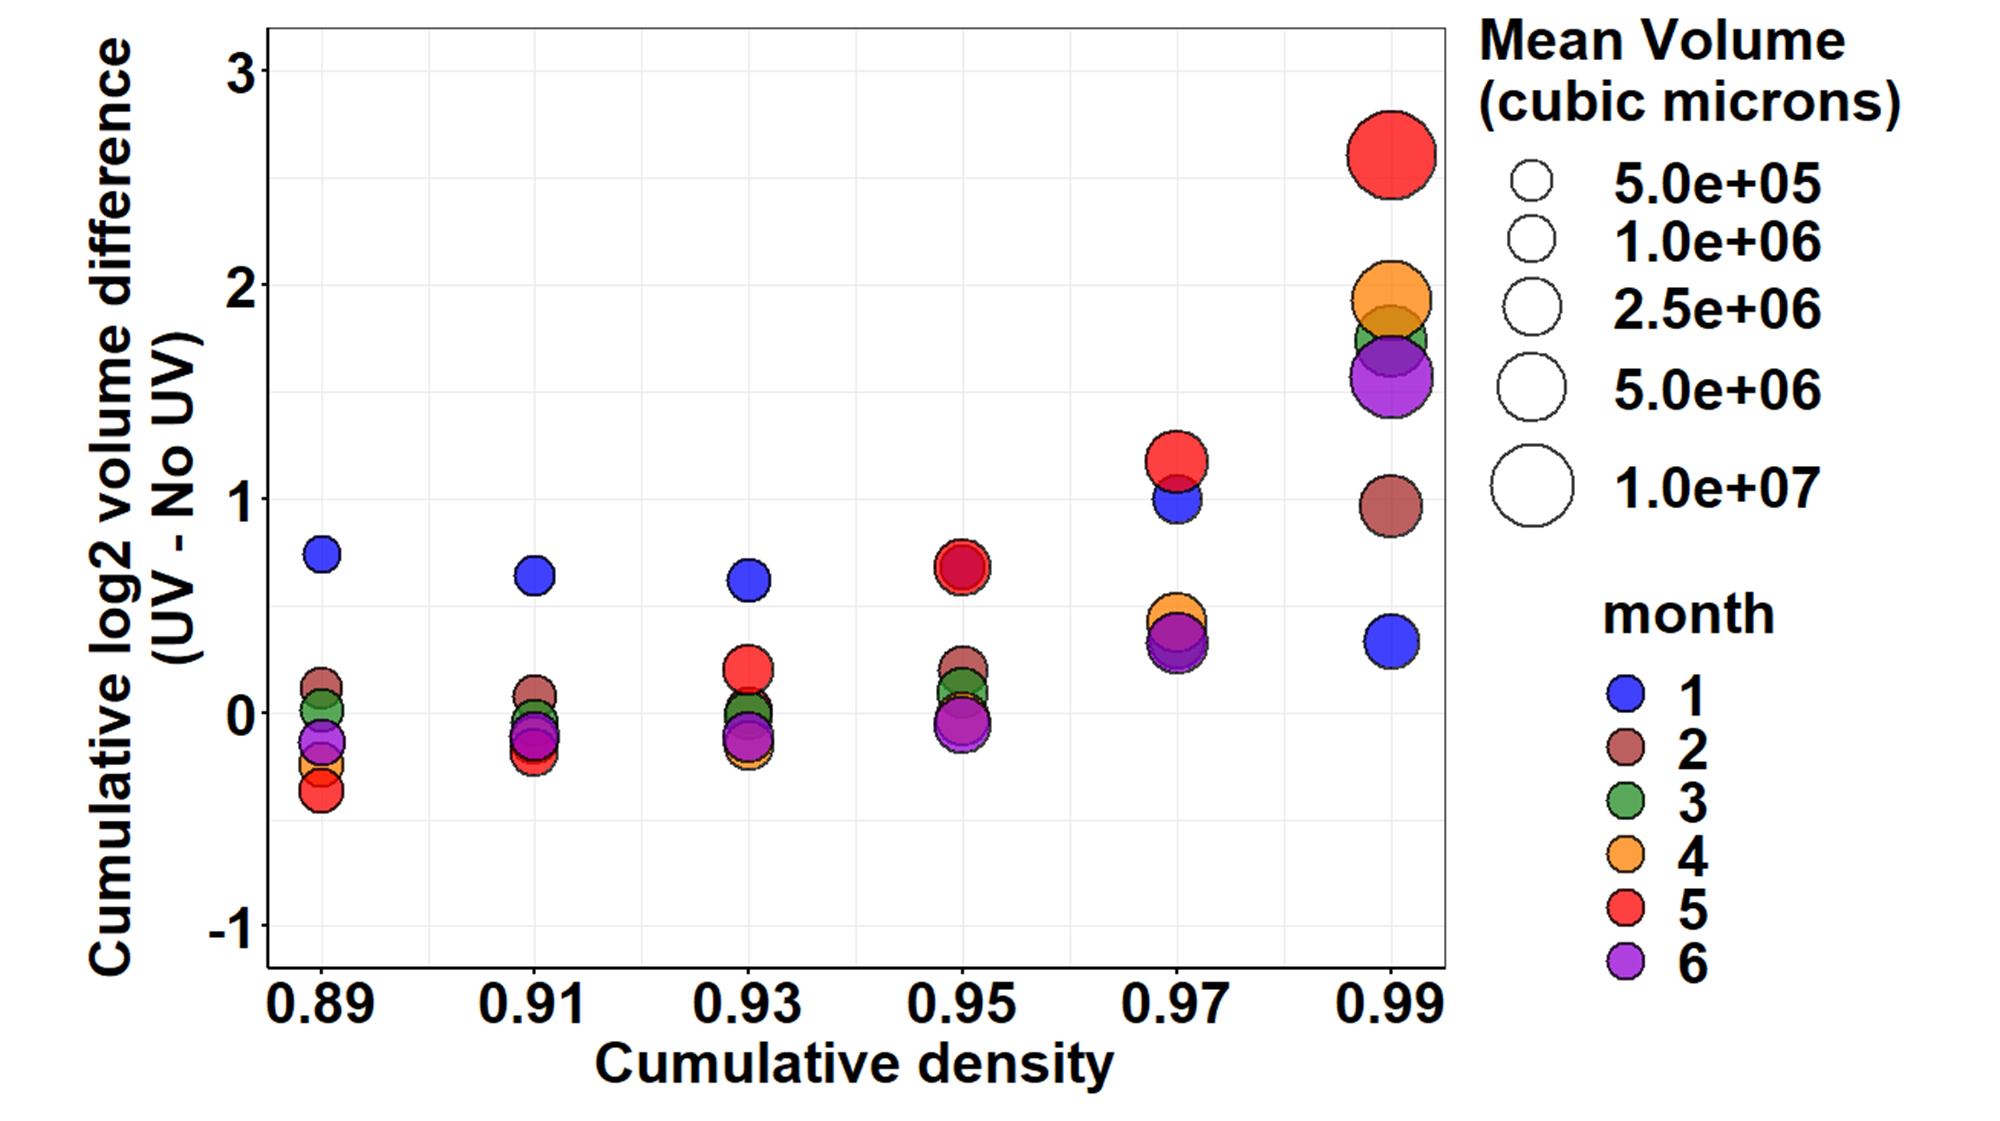 Cumulative log2 volume difference
(UV - No UV)
3
2
1
0
-1
0.89 0.91 0.93 0.95 0.97 0.99
Cumulative density
Mean Volume
(cubic microns)
5.0e+05
1.0e+06
2.5e+06
5.0e+06
1.0e+07
month
1
2
3
4
5
6